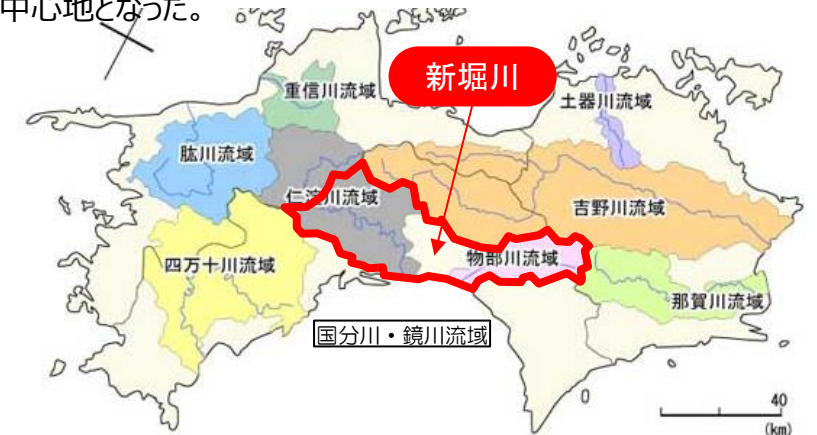 中心地となった。
新堀川
重信川流域
土器川流域
肱川流域
仁淀川流域
吉野川流域
四万十川流域
物部川流域
那賀川流域
国分川・鏡川流域
40
(km)